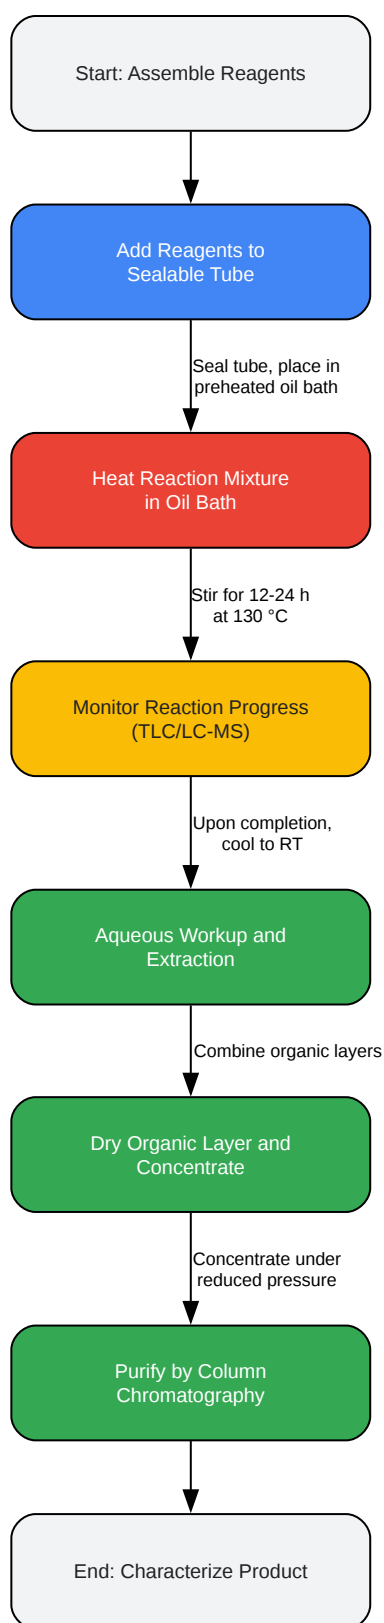 Start: Assemble Reagents
Add Reagents to
Sealable Tube
Seal tube, place in
preheated oil bath
Heat Reaction Mixture
in Oil Bath
Stir for 12-24 h
at 130 °C
Monitor Reaction Progress
(TLC/LC-MS)
Upon completion,
cool to RT
Aqueous Workup and
Extraction
Combine organic layers
Dry Organic Layer and
Concentrate
Concentrate under
reduced pressure
Purify by Column
Chromatography
End: Characterize Product